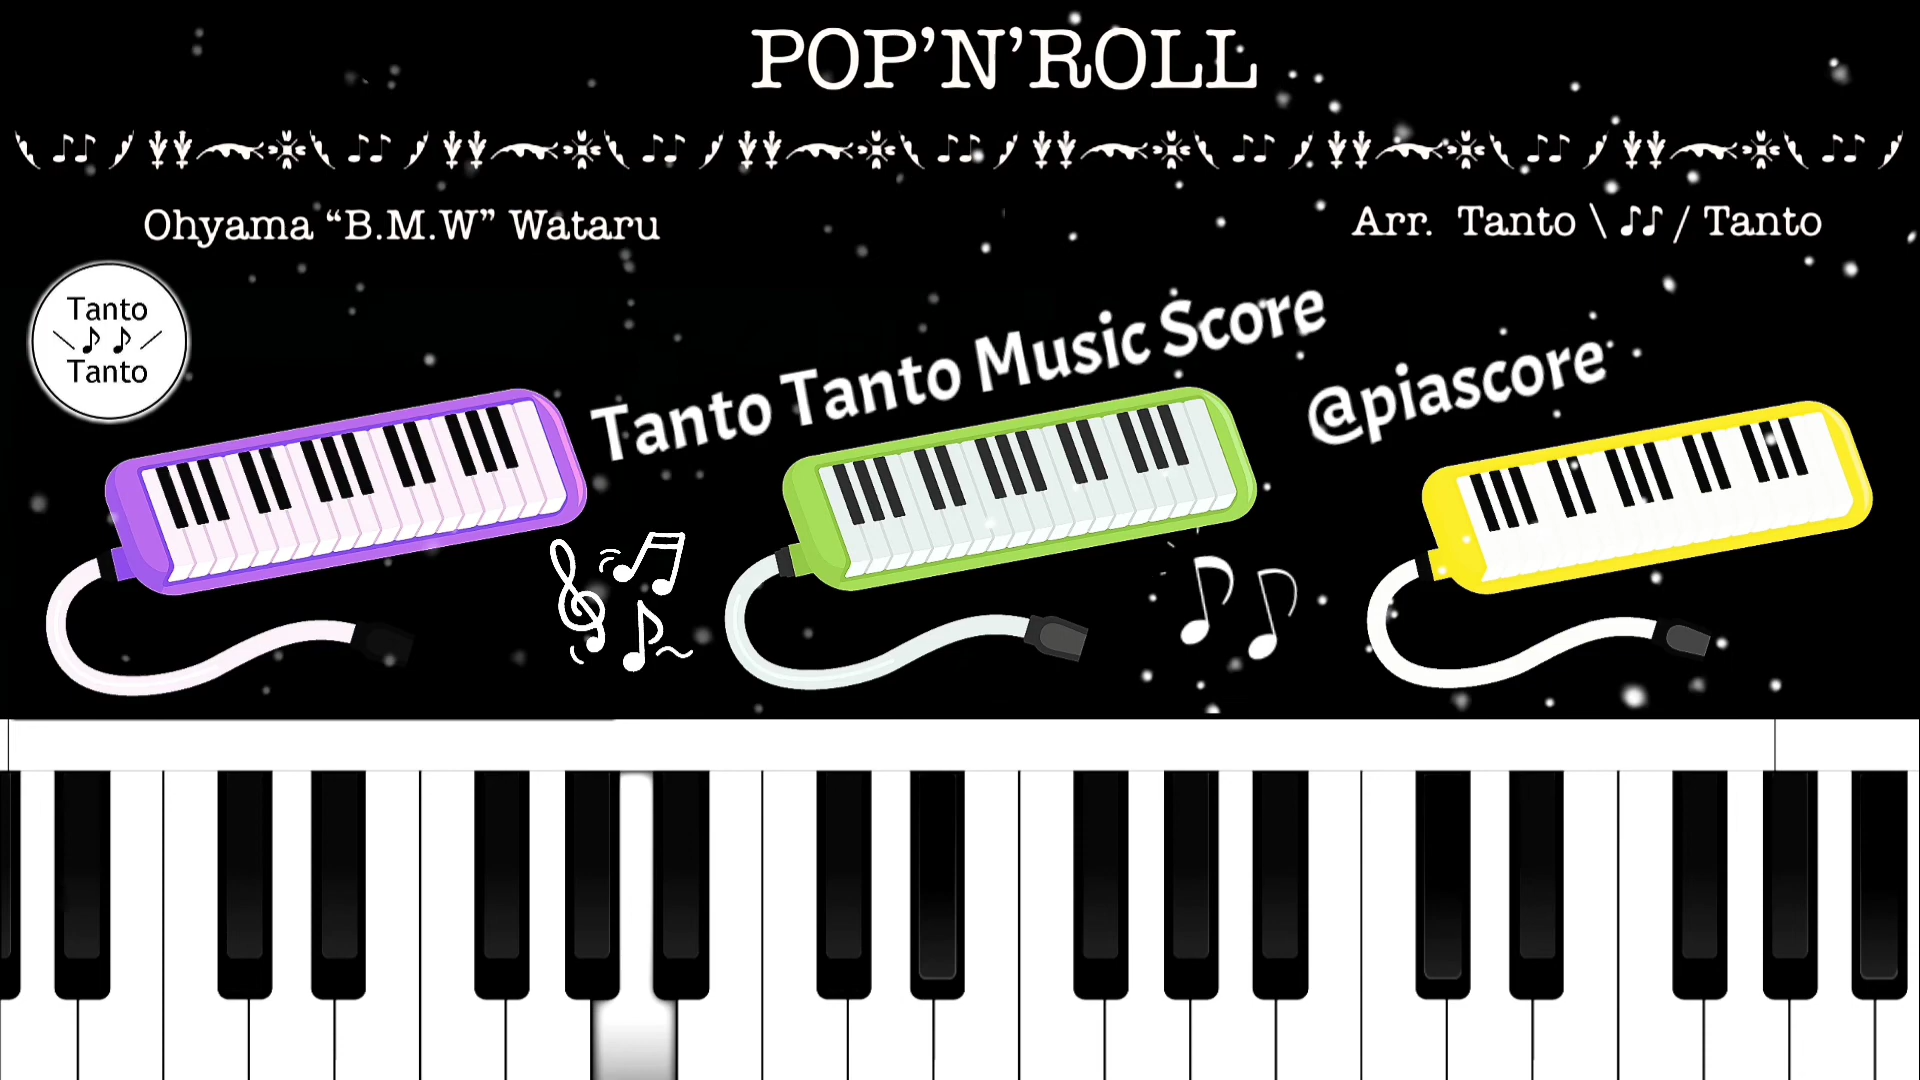 POP’N’ROLL
Ohyama “B.M.W” Wataru
Arr. Tanto \ ♪♪ / Tanto
Tanto
\ ♪ ♪ /
Tanto
Tanto Tanto Music Score
@piascore